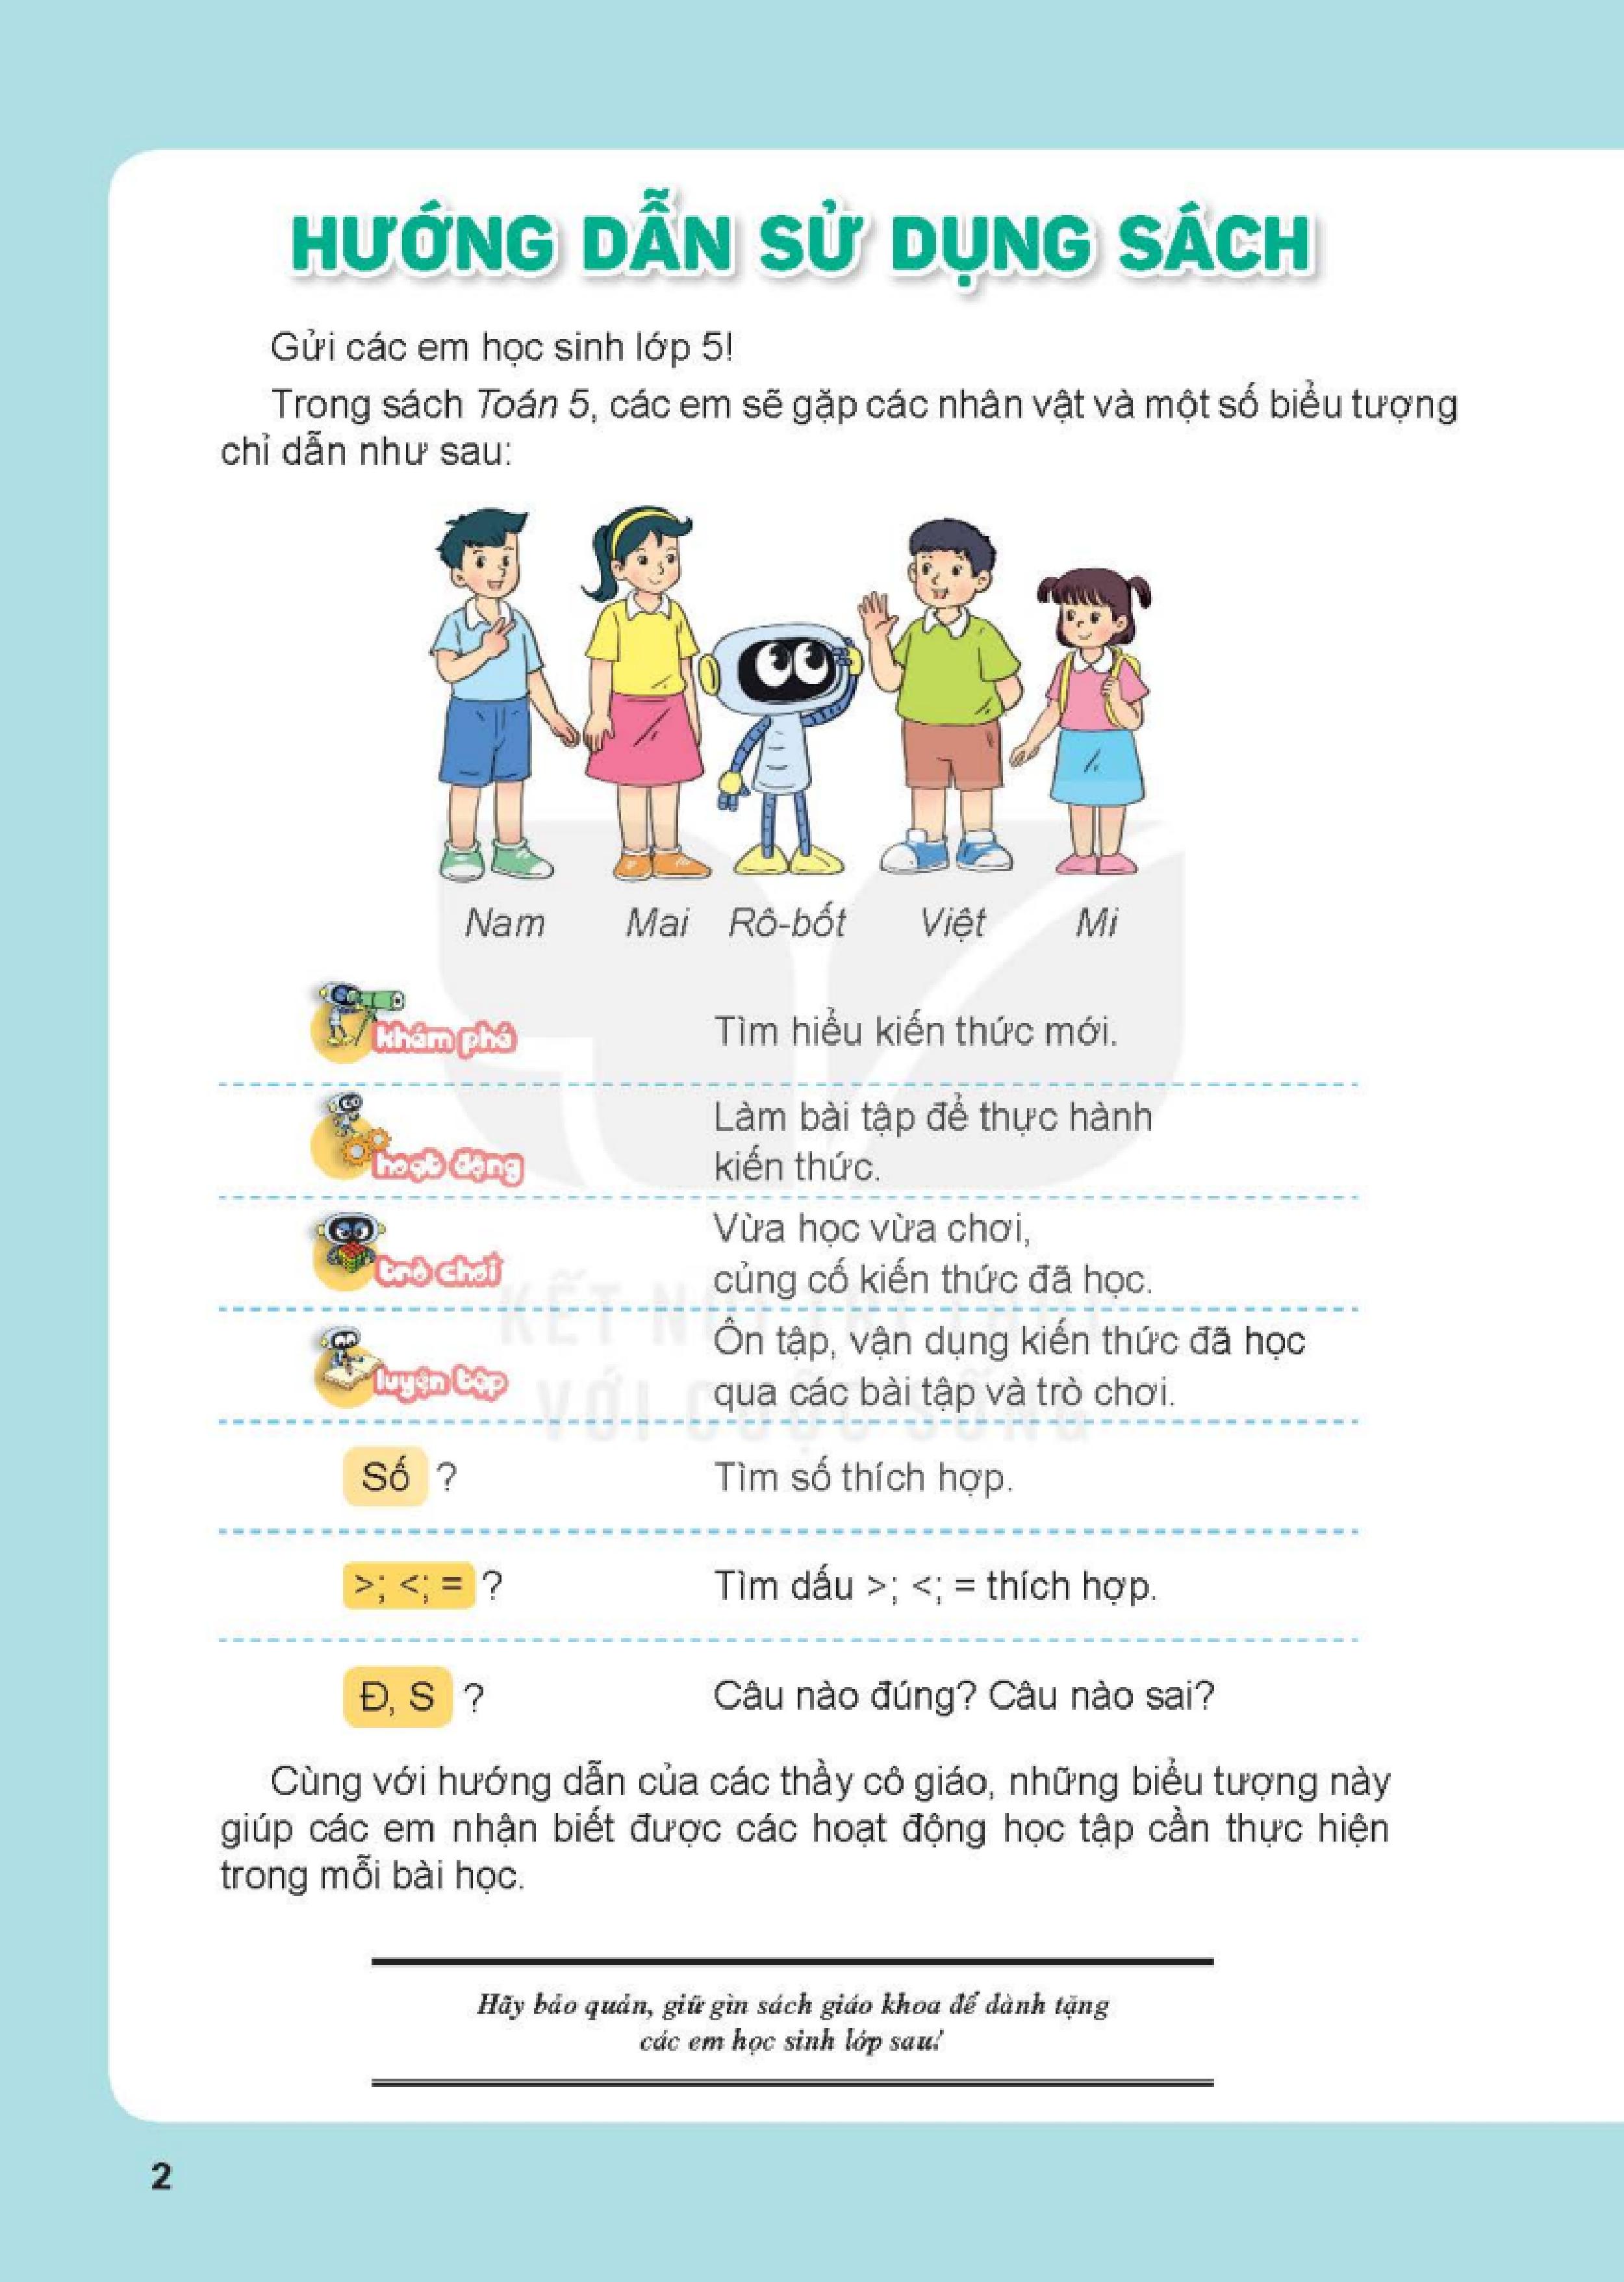 HƯỚNG DẪN SỬ DỤNG SÁCH
Gửi các em học sinh lớp 5!
Trong sách Toán 5, các em sẽ gặp các nhân vật và một số biểu tượng
chỉ dẫn như sau:
Nam Mai Rô-bốt Việt Mi
khám phá Tìm hiểu kiến thức mới.
hoạt động Làm bài tập để thực hành
kiến thức.
trò chơi Vừa học vừa chơi,
củng cố kiến thức đã học.
luyện tập Ôn tập, vận dụng kiến thức đã học
qua các bài tập và trò chơi.
Số ? Tìm số thích hợp.
>; <; = ? Tìm dấu >; <; = thích hợp.
Đ, S ? Câu nào đúng? Câu nào sai?
Cùng với hướng dẫn của các thầy cô giáo, những biểu tượng này
giúp các em nhận biết được các hoạt động học tập cần thực hiện
trong mỗi bài học.
Hãy bảo quản, giữ gìn sách giáo khoa để dành tặng
các em học sinh lớp sau!
2
KẾT NỐI TRI THỨC
VỚI CUỘC SỐNG